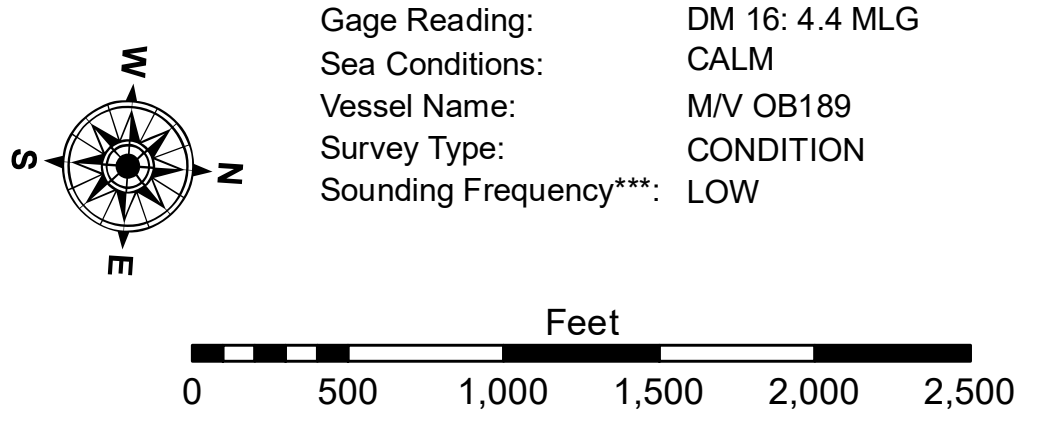 Gage Reading: DM 16: 4.4 MLG
Sea Conditions: CALM
Vessel Name: M/V OB189
Survey Type: CONDITION
Sounding Frequency***: LOW
W
S
N
E
Feet
0 500 1,000 1,500 2,000 2,500